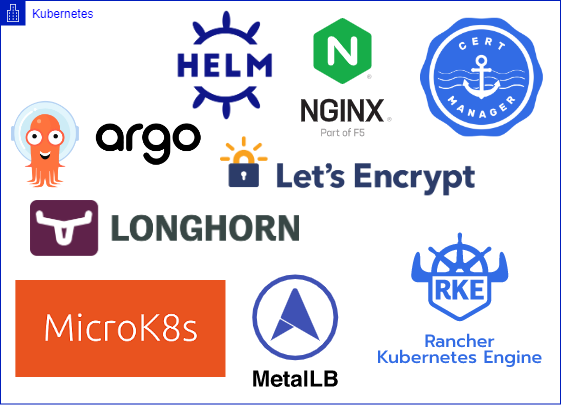 Kubernetes
HELM
NGINX
Part of F5
CERT
MANAGER
argo
Let's Encrypt
LONGHORN
MicroK8s
MetalLB
RKE
Rancher
Kubernetes Engine